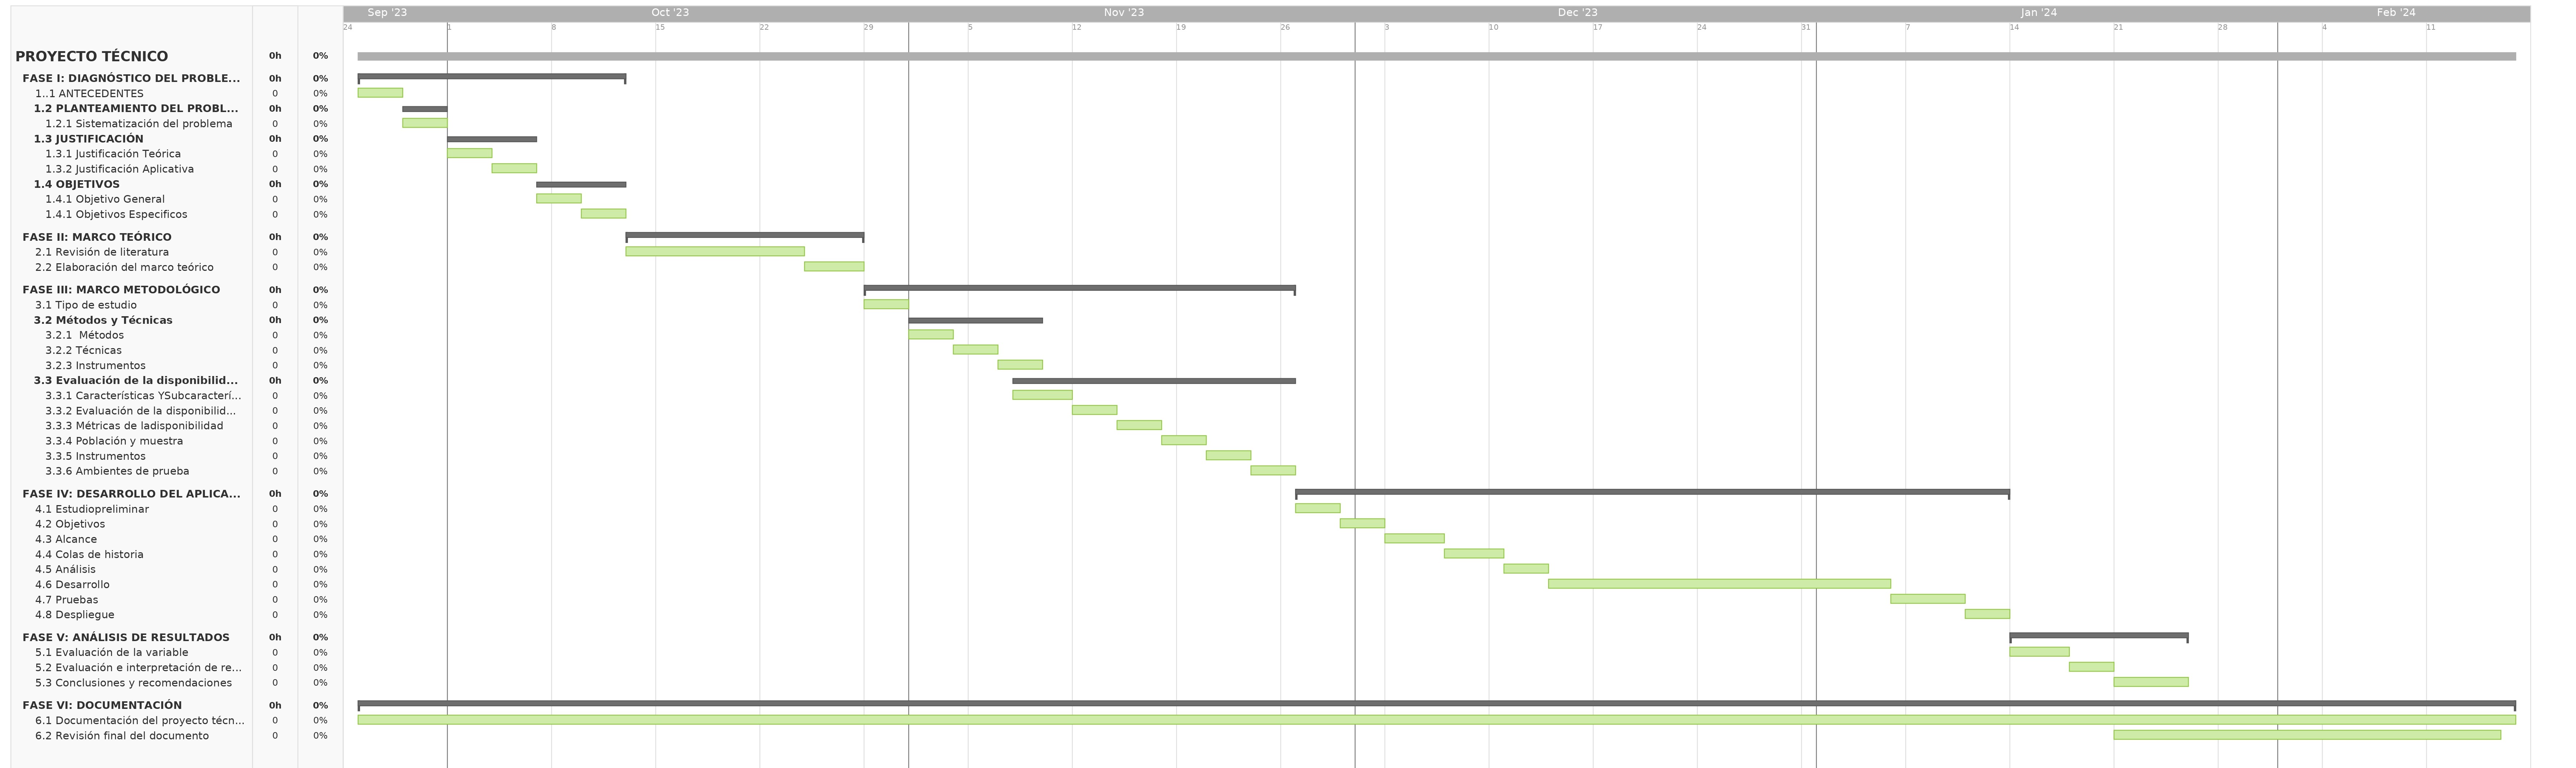 Sep '23 Oct '23 Nov '23 Dec '23 Jan '24 Feb '24
24 1 8 15 22 29 5 12 19 26 3 10 17 24 31 7 14 21 28 4 11
PROYECTO TÉCNICO 0h 0%
FASE I: DIAGNÓSTICO DEL PROBLE... 0h 0%
1..1 ANTECEDENTES 0 0%
1.2 PLANTEAMIENTO DEL PROBL... 0h 0%
1.2.1 Sistematización del problema 0 0%
1.3 JUSTIFICACIÓN 0h 0%
1.3.1 Justificación Teórica 0 0%
1.3.2 Justificación Aplicativa 0 0%
1.4 OBJETIVOS 0h 0%
1.4.1 Objetivo General 0 0%
1.4.1 Objetivos Especificos 0 0%
FASE II: MARCO TEÓRICO 0h 0%
2.1 Revisión de literatura 0 0%
2.2 Elaboración del marco teórico 0 0%
FASE III: MARCO METODOLÓGICO 0h 0%
3.1 Tipo de estudio 0 0%
3.2 Métodos y Técnicas 0h 0%
3.2.1 Métodos 0 0%
3.2.2 Técnicas 0 0%
3.2.3 Instrumentos 0 0%
3.3 Evaluación de la disponibilid... 0h 0%
3.3.1 Características YSubcaracterí... 0 0%
3.3.2 Evaluación de la disponibilid... 0 0%
3.3.3 Métricas de ladisponibilidad 0 0%
3.3.4 Población y muestra 0 0%
3.3.5 Instrumentos 0 0%
3.3.6 Ambientes de prueba 0 0%
FASE IV: DESARROLLO DEL APLICA... 0h 0%
4.1 Estudiopreliminar 0 0%
4.2 Objetivos 0 0%
4.3 Alcance 0 0%
4.4 Colas de historia 0 0%
4.5 Análisis 0 0%
4.6 Desarrollo 0 0%
4.7 Pruebas 0 0%
4.8 Despliegue 0 0%
FASE V: ANÁLISIS DE RESULTADOS 0h 0%
5.1 Evaluación de la variable 0 0%
5.2 Evaluación e interpretación de re... 0 0%
5.3 Conclusiones y recomendaciones 0 0%
FASE VI: DOCUMENTACIÓN 0h 0%
6.1 Documentación del proyecto técn... 0 0%
6.2 Revisión final del documento 0 0%